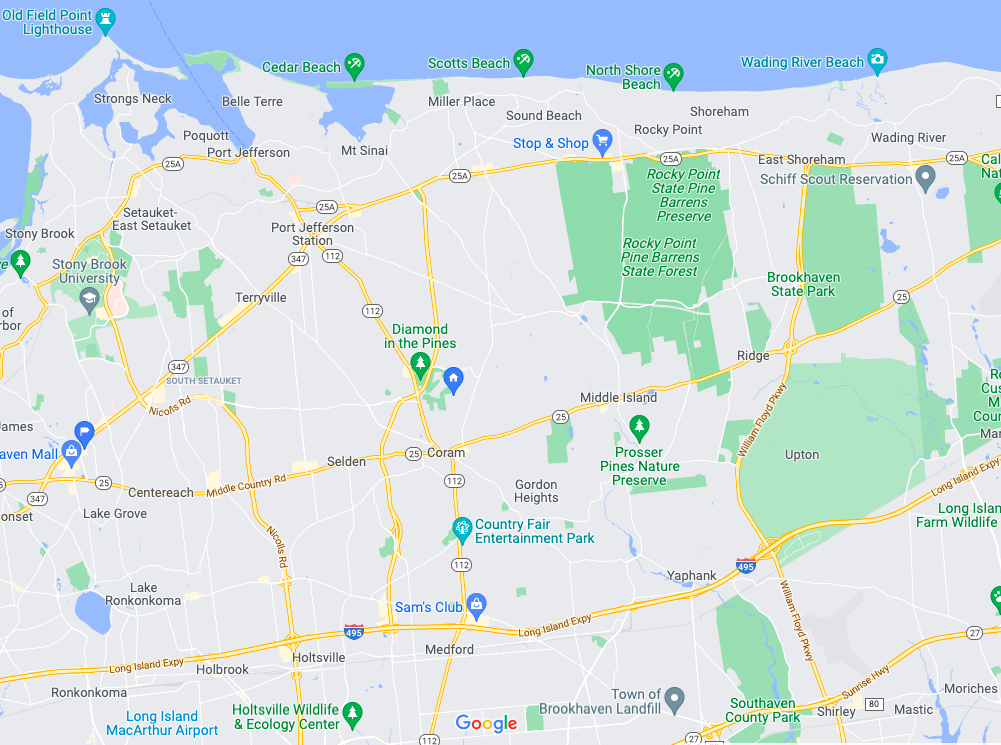 Old Field Point
Lighthouse
Cedar Beach
Scotts Beach
North Shore
Beach
Wading River Beach
Strongs Neck
Belle Terre
Miller Place
Sound Beach
Shoreham
Rocky Point
Stop & Shop
Poquott
Port Jefferson
Mt Sinai
Wading River
25A
25A
25A
25A
25A
East Shoreham
Schiff Scout Reservation
Cal
Nat
Rocky Point
State Pine
Barrens
Preserve
Setauket-
East Setauket
Port Jefferson
Station
Stony Brook
Rocky Point
Pine Barrens
State Forest
347
112
Stony Brook
University
ve
Brookhaven
State Park
Terryville
25
112
of
rbor
Diamond
in the Pines
Ridge
347
SOUTH SETAUKET
Nicolls Rd
Middle Island
25
William Floyd Pkwy
Ro
Cus
M
Coun
James
Mar
aven Mall
Prosser
Pines Nature
Preserve
Upton
25
Coram
Selden
Middle Country Rd
25
347
Centereach
112
Gordon
Heights
Long Island Expy
onset
Lake Grove
Nicolls Rd
Country Fair
Entertainment Park
Long Islan
Farm Wildlife
112
495
Yaphank
Lake
Ronkonkoma
Sam's Club
William Floyd Pkwy
495
Long Island Expy
27
Long Island Expy
Holbrook
Holtsville
Medford
Sunrise Hwy
Ronkonkoma
Moriches
Town of
Brookhaven Landfill
Southaven
County Park
80
Shirley
Mastic
Long Island
MacArthur Airport
Holtsville Wildlife
& Ecology Center
Google
112
27